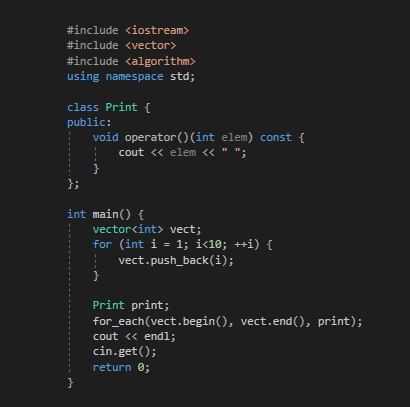 #include <iostream>
#include <vector>
#include <algorithm>
using namespace std;

class Print {
public:
    void operator()(int elem) const {
        cout << elem << " ";
    }
};

int main() {
    vector<int> vect;
    for (int i = 1; i<10; ++i) {
        vect.push_back(i);
    }

    Print print;
    for_each(vect.begin(), vect.end(), print);
    cout << endl;
    cin.get();
    return 0;
}